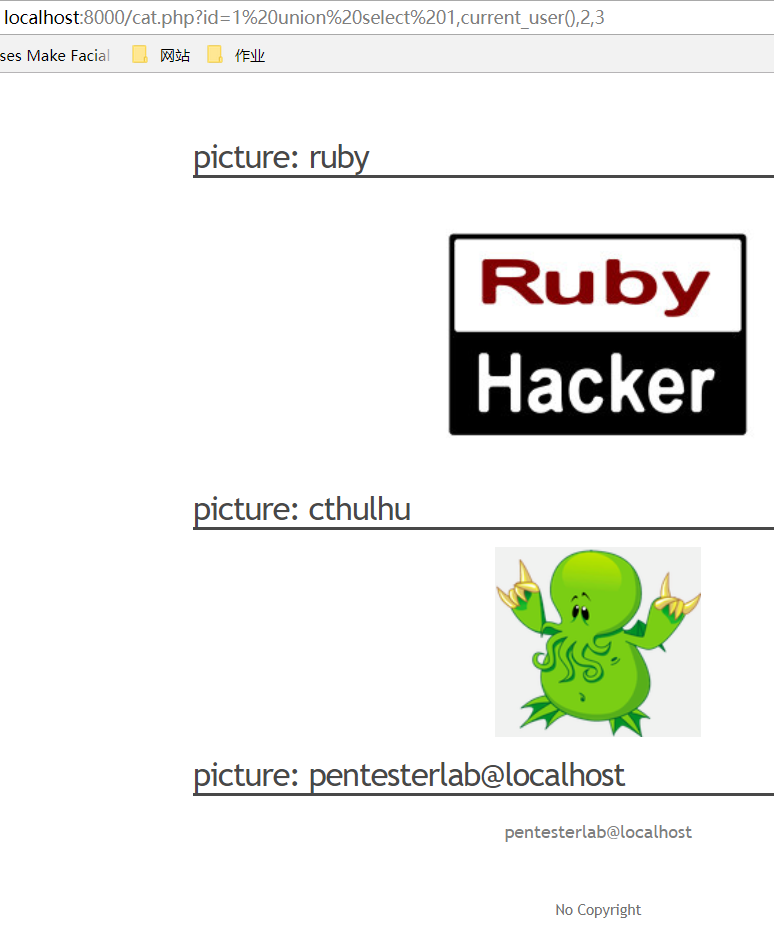 localhost:8000/cat.php?id=1%20union%20select%201,current_user(),2,3
ses Make Facial 网站 作业
picture: ruby
Ruby
Hacker
picture: cthulhu
picture: pentesterlab@localhost
pentesterlab@localhost
No Copyright